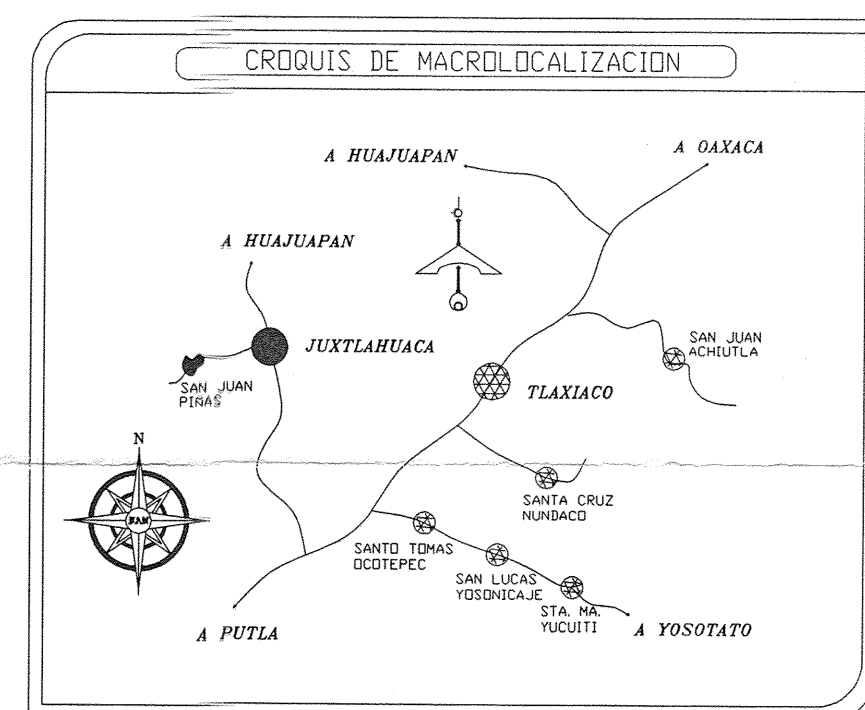 CROQUIS DE MACROLOCALIZACION
A HUAJUAPAN
A OAXACA
A HUAJUAPAN
JUXTLAHUACA
SAN JUAN
PIÑAS
SAN JUAN
ACHIUTLA
TLAXIACO
N
SANTA CRUZ
NUNDACO
SANTO TOMAS
OCOTEPEC
SAN LUCAS
YOSONICAJE
STA. MA.
YUCUITI
A YOSOTATO
A PUTLA